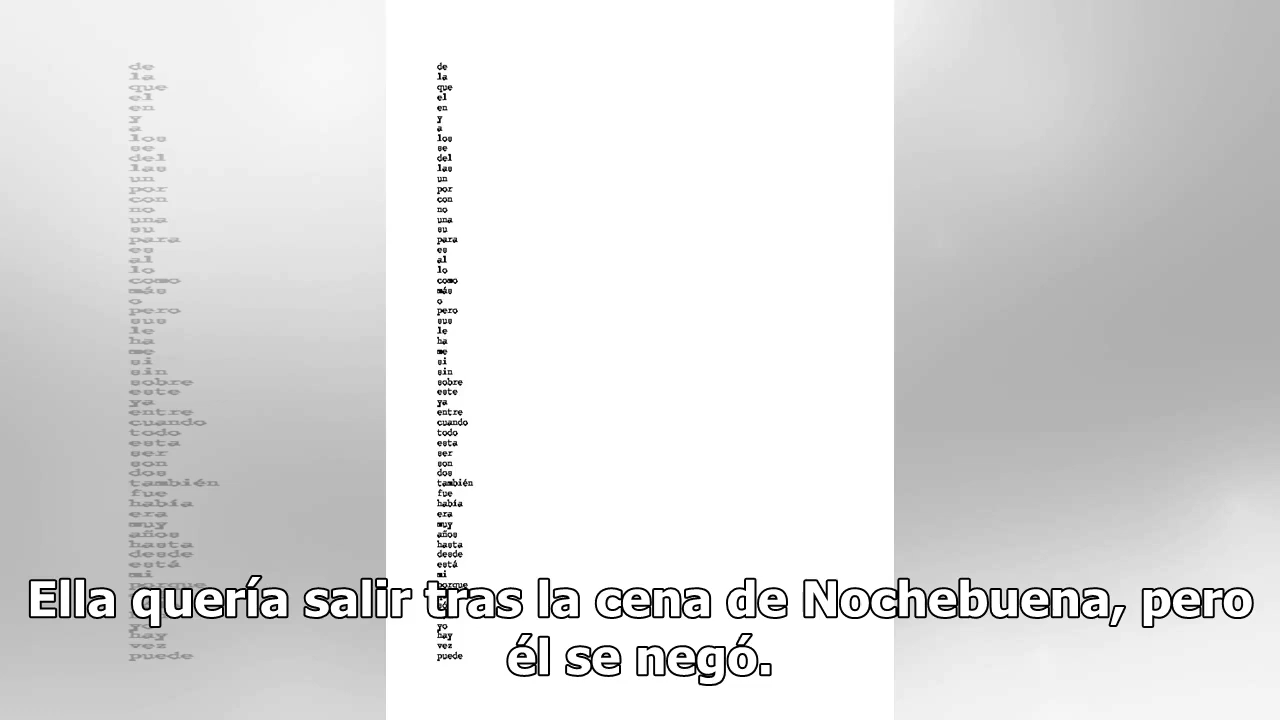 de
la
que
el
en
y
a
los
se
del
las
un
por
con
no
una
su
para
es
al
lo
como
más
o
pero
sus
le
ha
me
si
sin
sobre
este
ya
entre
cuando
todo
esta
ser
son
dos
también
fue
había
era
muy
años
hasta
desde
está
mi
porque
yo
hay
vez
puede
Ella quería salir tras la cena de Nochebuena, pero
él se negó.